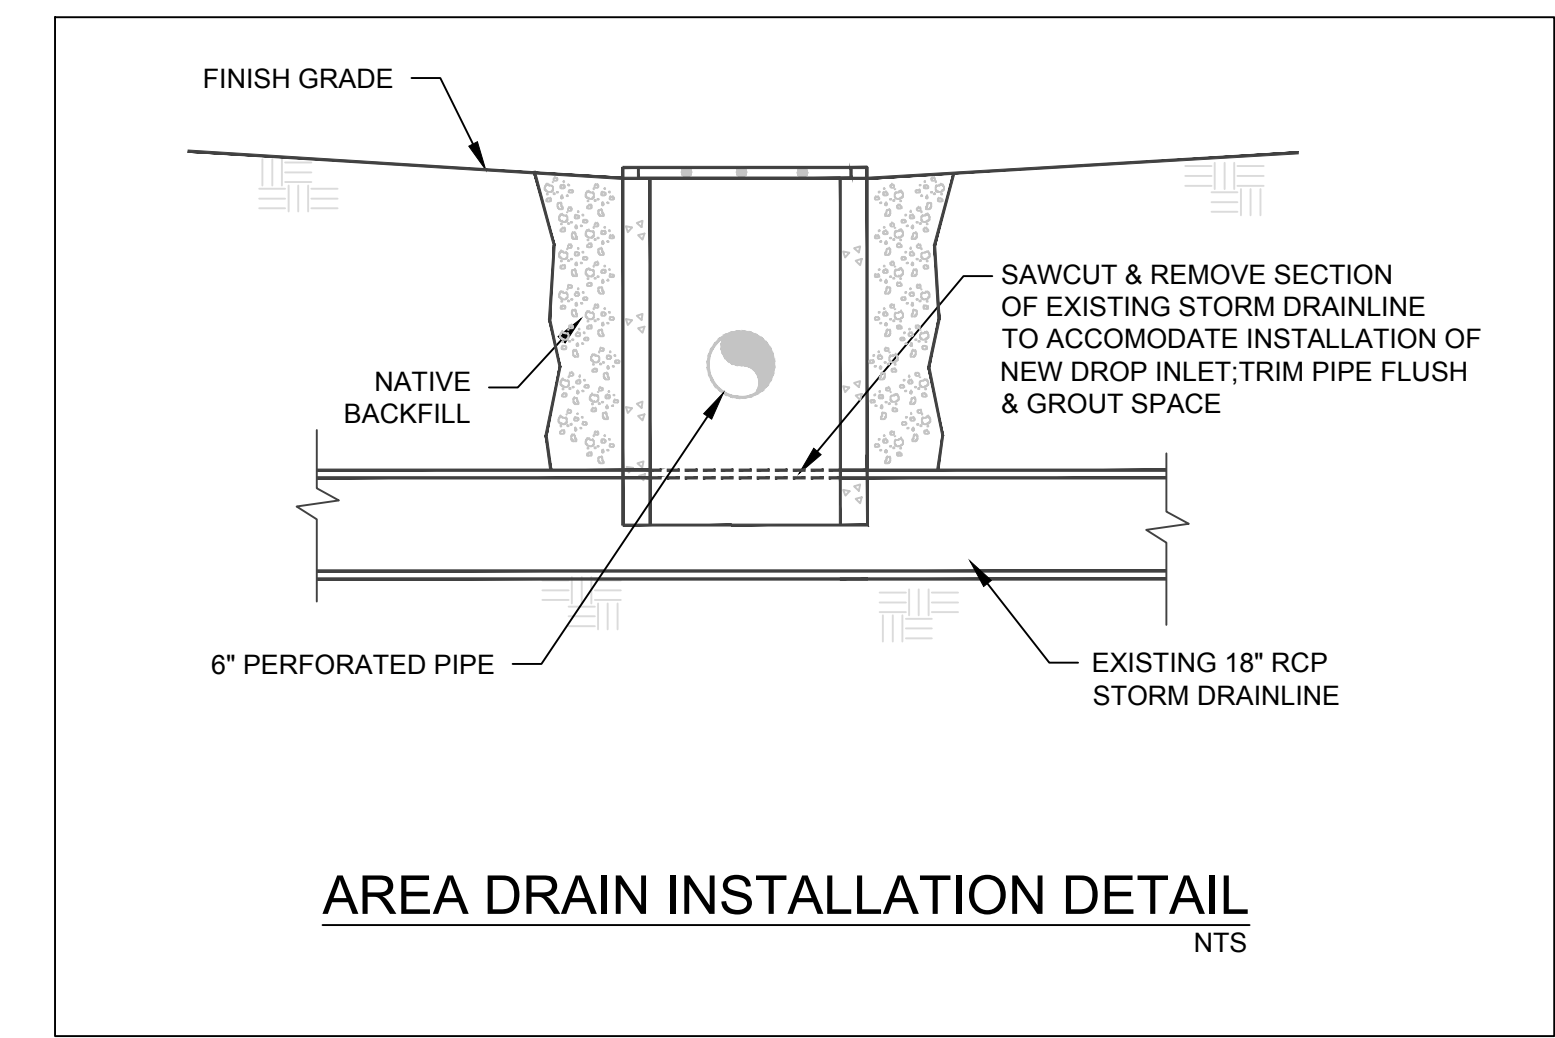 FINISH GRADE
SAWCUT & REMOVE SECTION
OF EXISTING STORM DRAINLINE
TO ACCOMODATE INSTALLATION OF
NEW DROP INLET;TRIM PIPE FLUSH
& GROUT SPACE
NATIVE
BACKFILL
6" PERFORATED PIPE
EXISTING 18" RCP
STORM DRAINLINE
AREA DRAIN INSTALLATION DETAIL
NTS